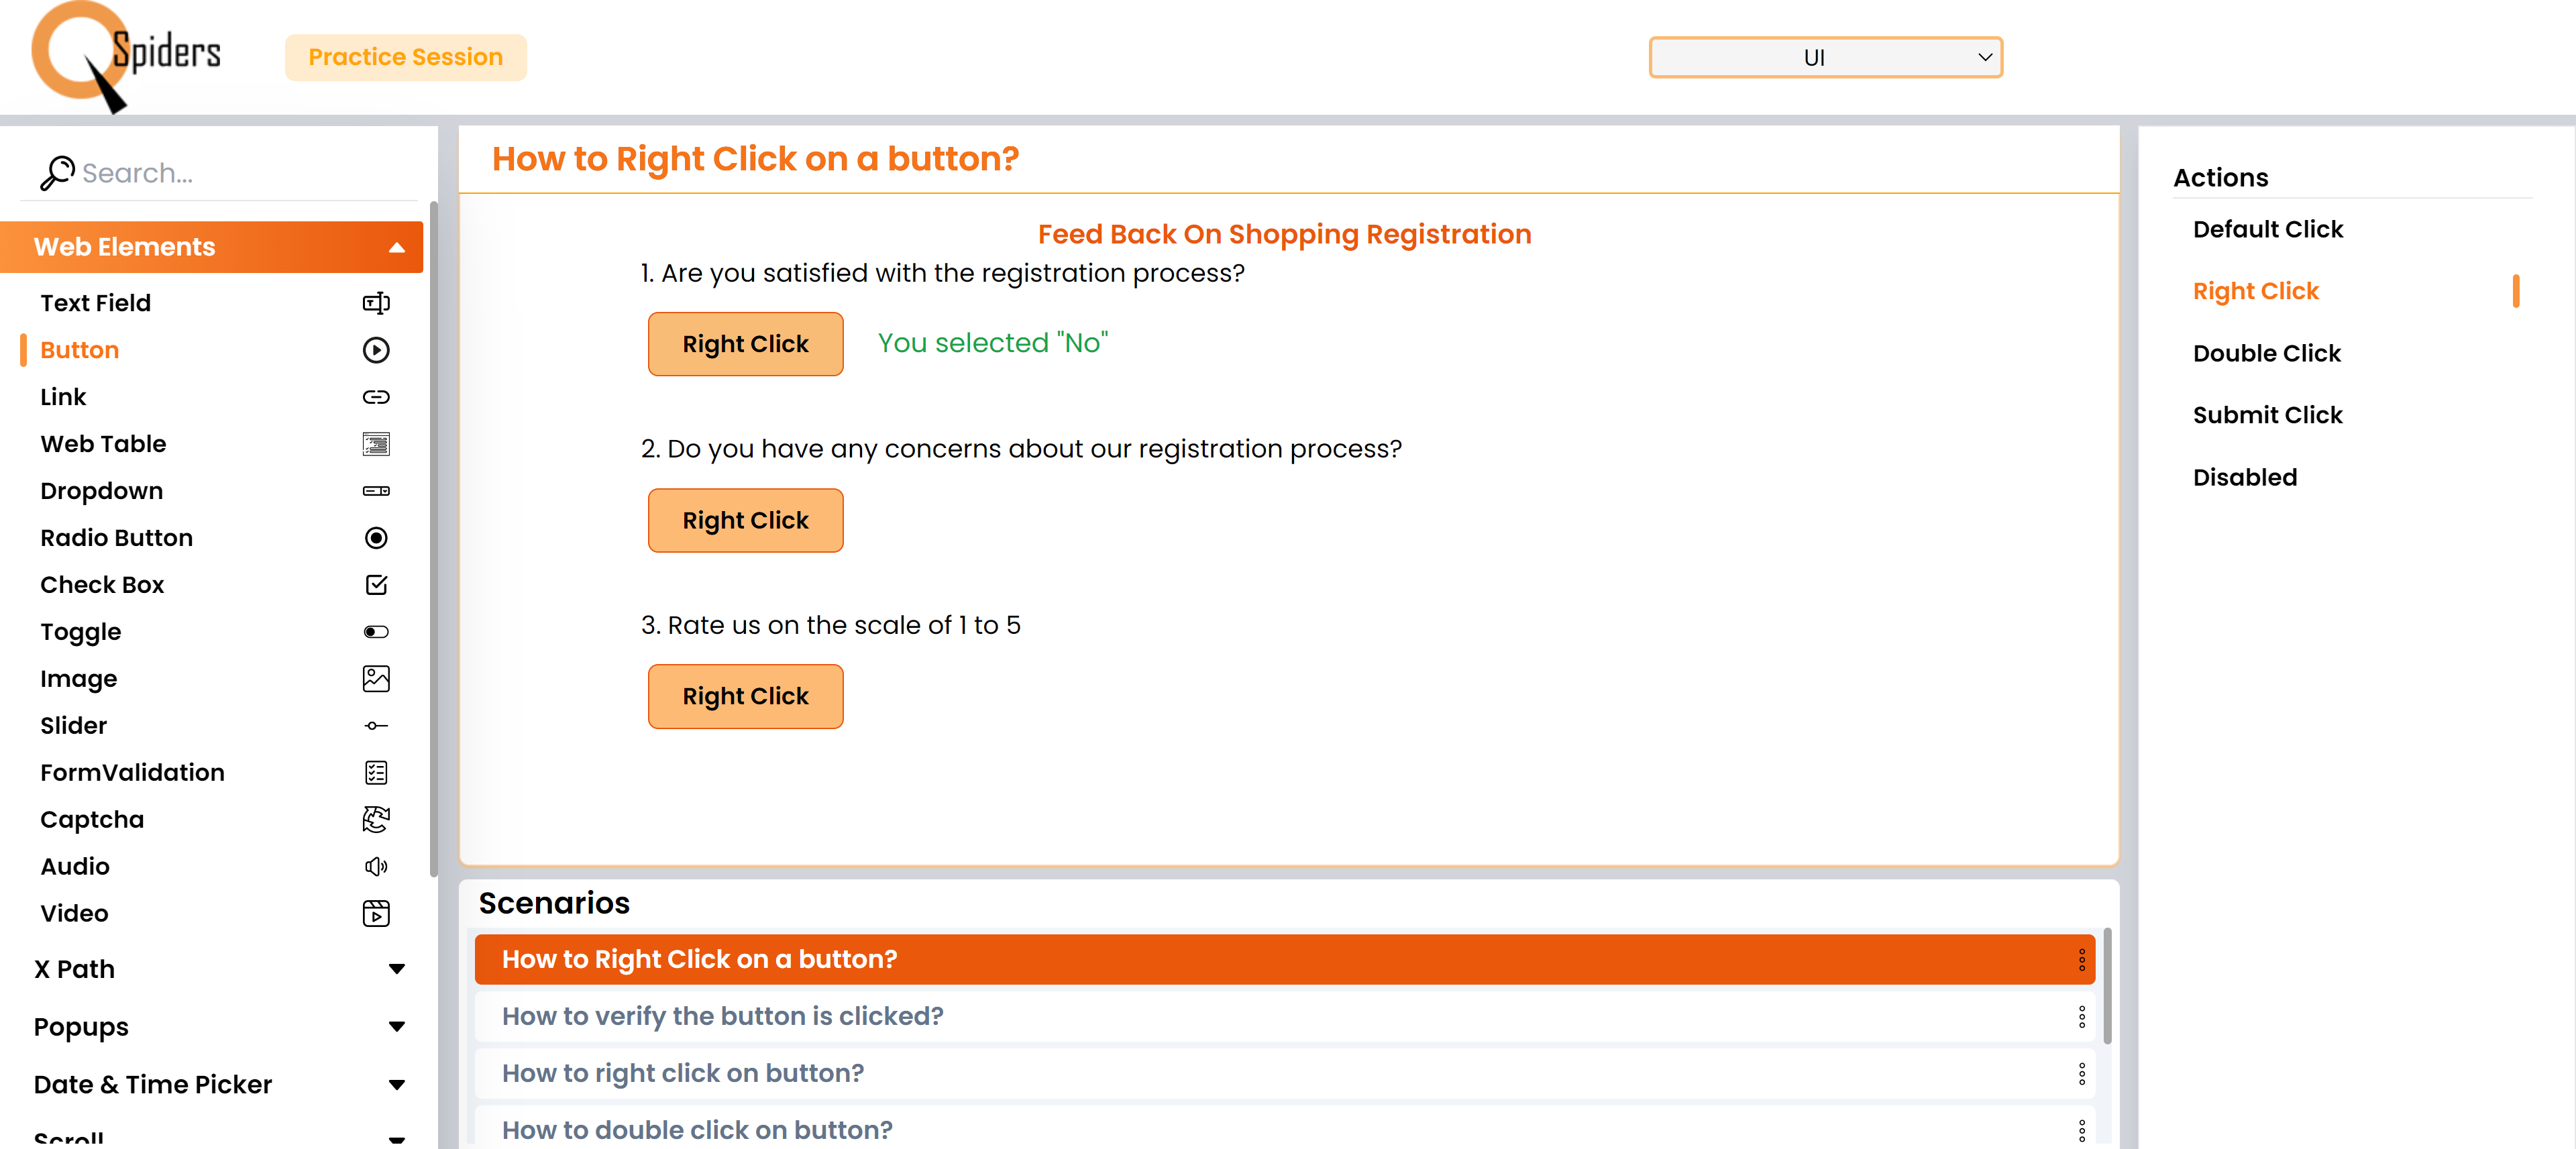 Spiders
Practice Session
UI
Search...
Web Elements
Text Field
Button
Link
Web Table
Dropdown
Radio Button
Check Box
Toggle
Image
Slider
FormValidation
Captcha
Audio
Video
X Path
Popups
Date & Time Picker
Scroll
How to Right Click on a button?
Feed Back On Shopping Registration
1. Are you satisfied with the registration process?
Right Click
You selected "No"
2. Do you have any concerns about our registration process?
Right Click
3. Rate us on the scale of 1 to 5
Right Click
Scenarios
How to Right Click on a button?
How to verify the button is clicked?
How to right click on button?
How to double click on button?
Actions
Default Click
Right Click
Double Click
Submit Click
Disabled